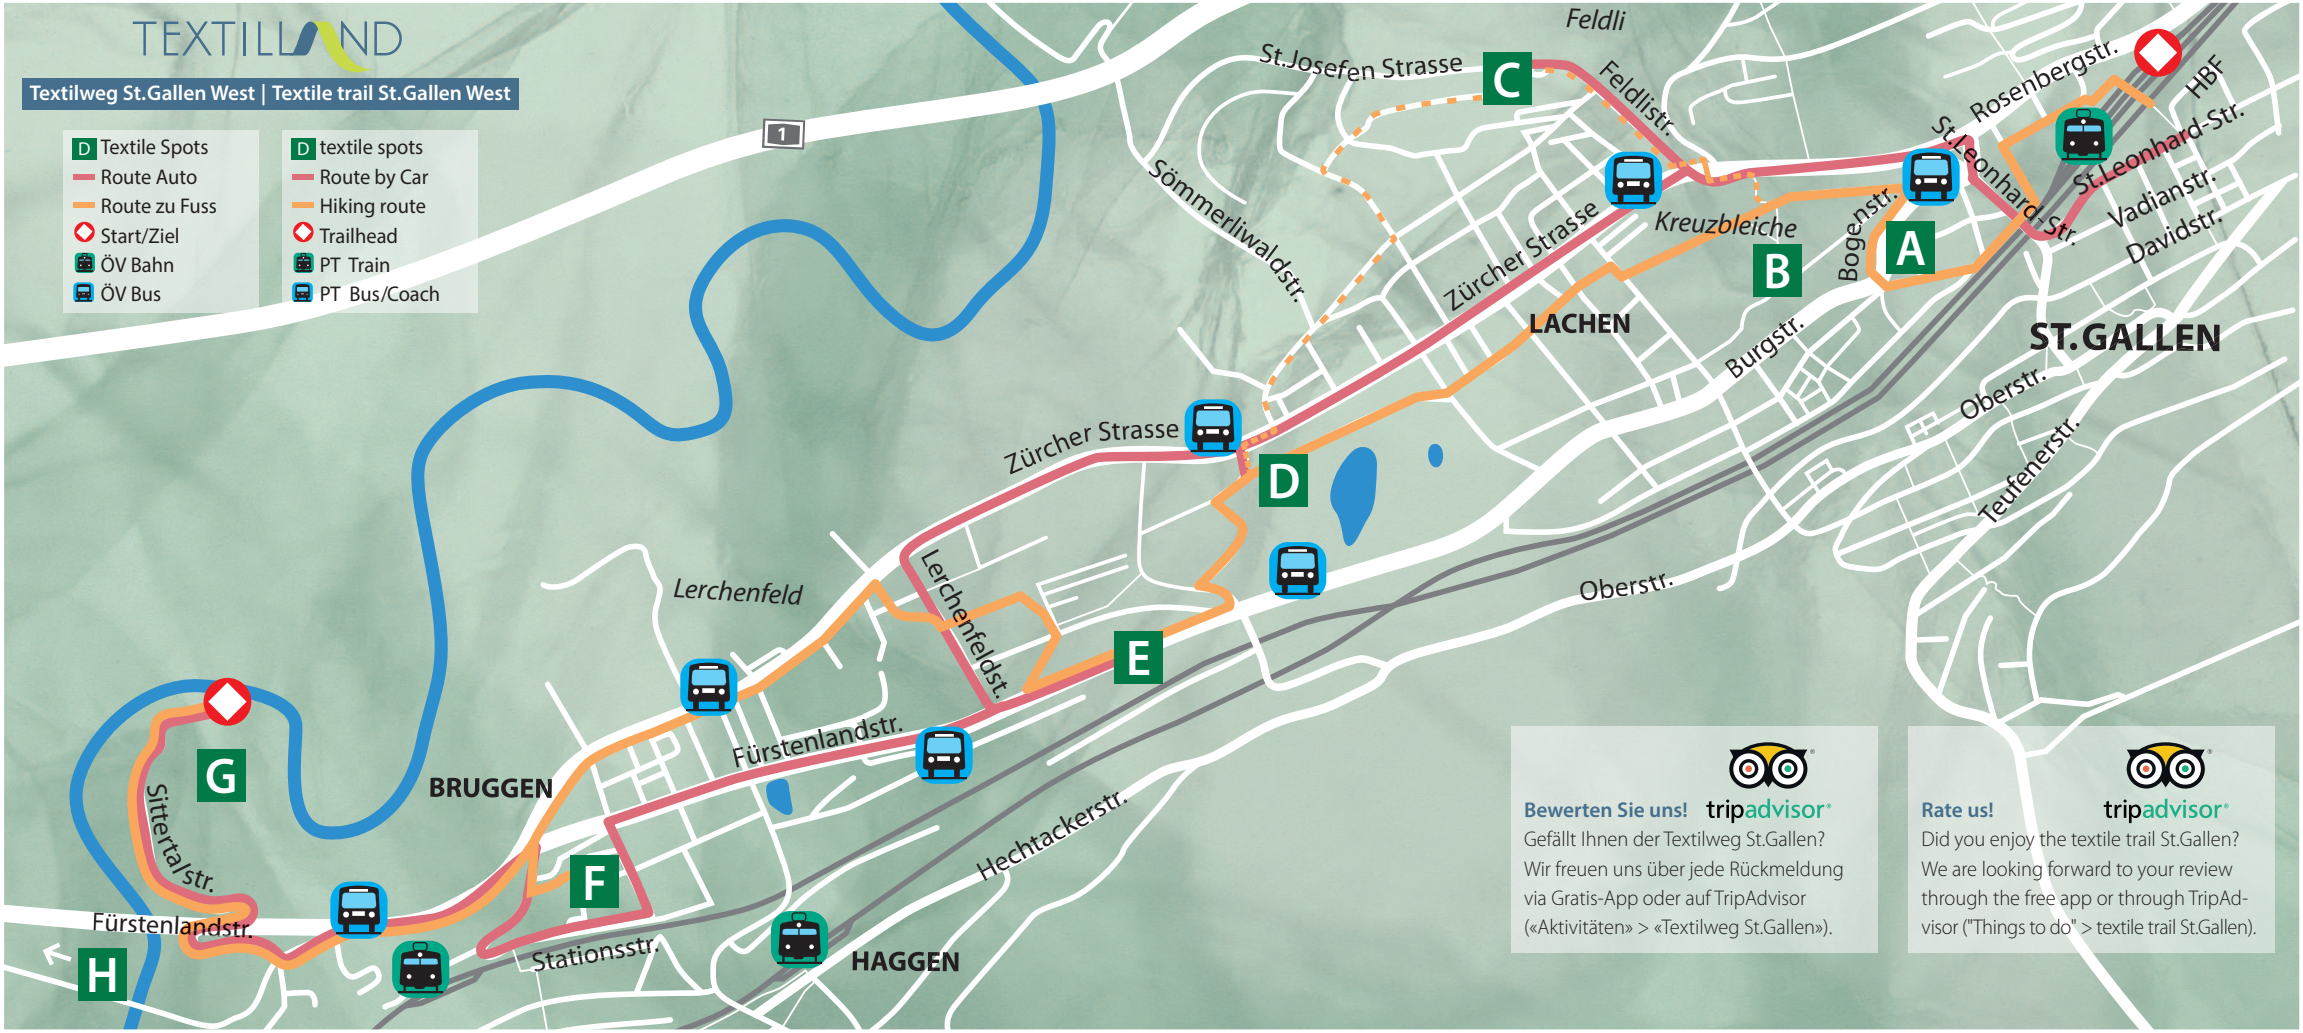 TEXTILLAND
Textilweg St.Gallen West | Textile trail St.Gallen West
D Textile Spots
Route Auto
Route zu Fuss
Start/Ziel
ÖV Bahn
ÖV Bus
D textile spots
Route by Car
Hiking route
Trailhead
PT Train
PT Bus/Coach
1
Feldli
St.Josefen Strasse
C
Feldlistr.
Rosenbergstr.
HBF
St.Leonhard-Str.
St.Leonhard-Str.
Vadianstr.
Davidstr.
Sömmerliwaldstr.
Zürcher Strasse
Kreuzbleiche
Bogenstr.
A
B
LACHEN
Burgstr.
ST.GALLEN
Oberstr.
Teufenerstr.
Zürcher Strasse
D
Lerchenfeld
Lerchenfeldst.
Oberstr.
E
Fürstenlandstr.
G
BRUGGEN
Sittertalstr.
Hechtackerstr.
F
Fürstenlandstr.
Stationsstr.
HAGGEN
H
Bewerten Sie uns! tripadvisor®
Gefällt Ihnen der Textilweg St.Gallen?
Wir freuen uns über jede Rückmeldung
via Gratis-App oder auf TripAdvisor
(«Aktivitäten» > «Textilweg St.Gallen»).
Rate us! tripadvisor®
Did you enjoy the textile trail St.Gallen?
We are looking forward to your review
through the free app or through TripAd-
visor ("Things to do" > textile trail St.Gallen).